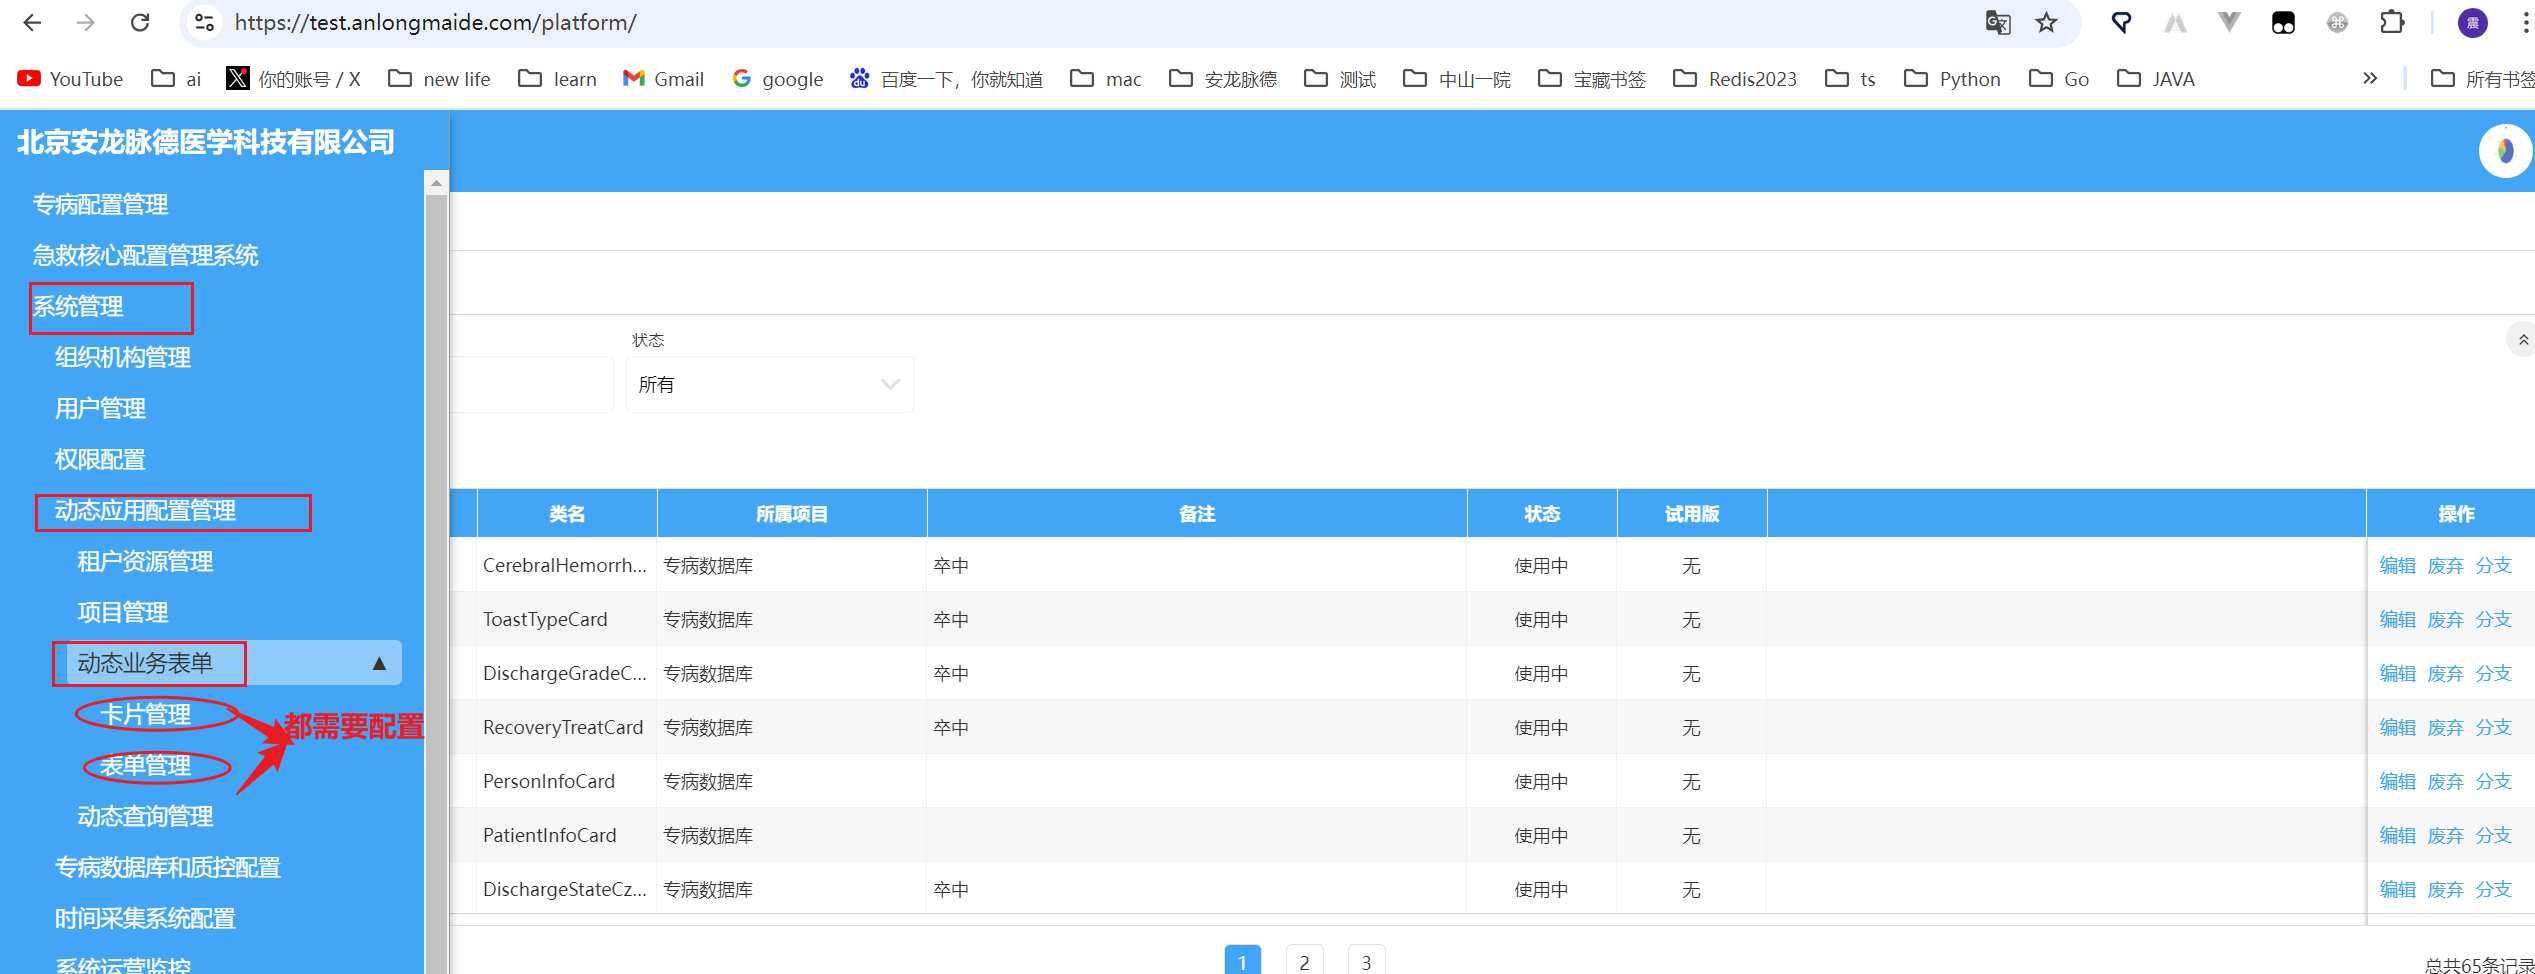 https://test.anlongmaide.com/platform/
震
YouTube ai 你的账号 / X new life learn Gmail google 百度一下，你就知道 mac 安龙脉德 测试 中山一院 宝藏书签 Redis2023 ts Python Go JAVA » 所有书签
北京安龙脉德医学科技有限公司
专病配置管理
急救核心配置管理系统
系统管理
组织机构管理
用户管理
权限配置
动态应用配置管理
租户资源管理
项目管理
动态业务表单 ▲
卡片管理
都需要配置
表单管理
动态查询管理
专病数据库和质控配置
时间采集系统配置
系统运营监控
状态
所有
类名 所属项目 备注 状态 试用版 操作
CerebralHemorrh... 专病数据库 卒中 使用中 无 编辑 废弃 分支
ToastTypeCard 专病数据库 卒中 使用中 无 编辑 废弃 分支
DischargeGradeC... 专病数据库 卒中 使用中 无 编辑 废弃 分支
RecoveryTreatCard 专病数据库 卒中 使用中 无 编辑 废弃 分支
PersonInfoCard 专病数据库 使用中 无 编辑 废弃 分支
PatientInfoCard 专病数据库 使用中 无 编辑 废弃 分支
DischargeStateCz... 专病数据库 卒中 使用中 无 编辑 废弃 分支
1 2 3
总共65条记录